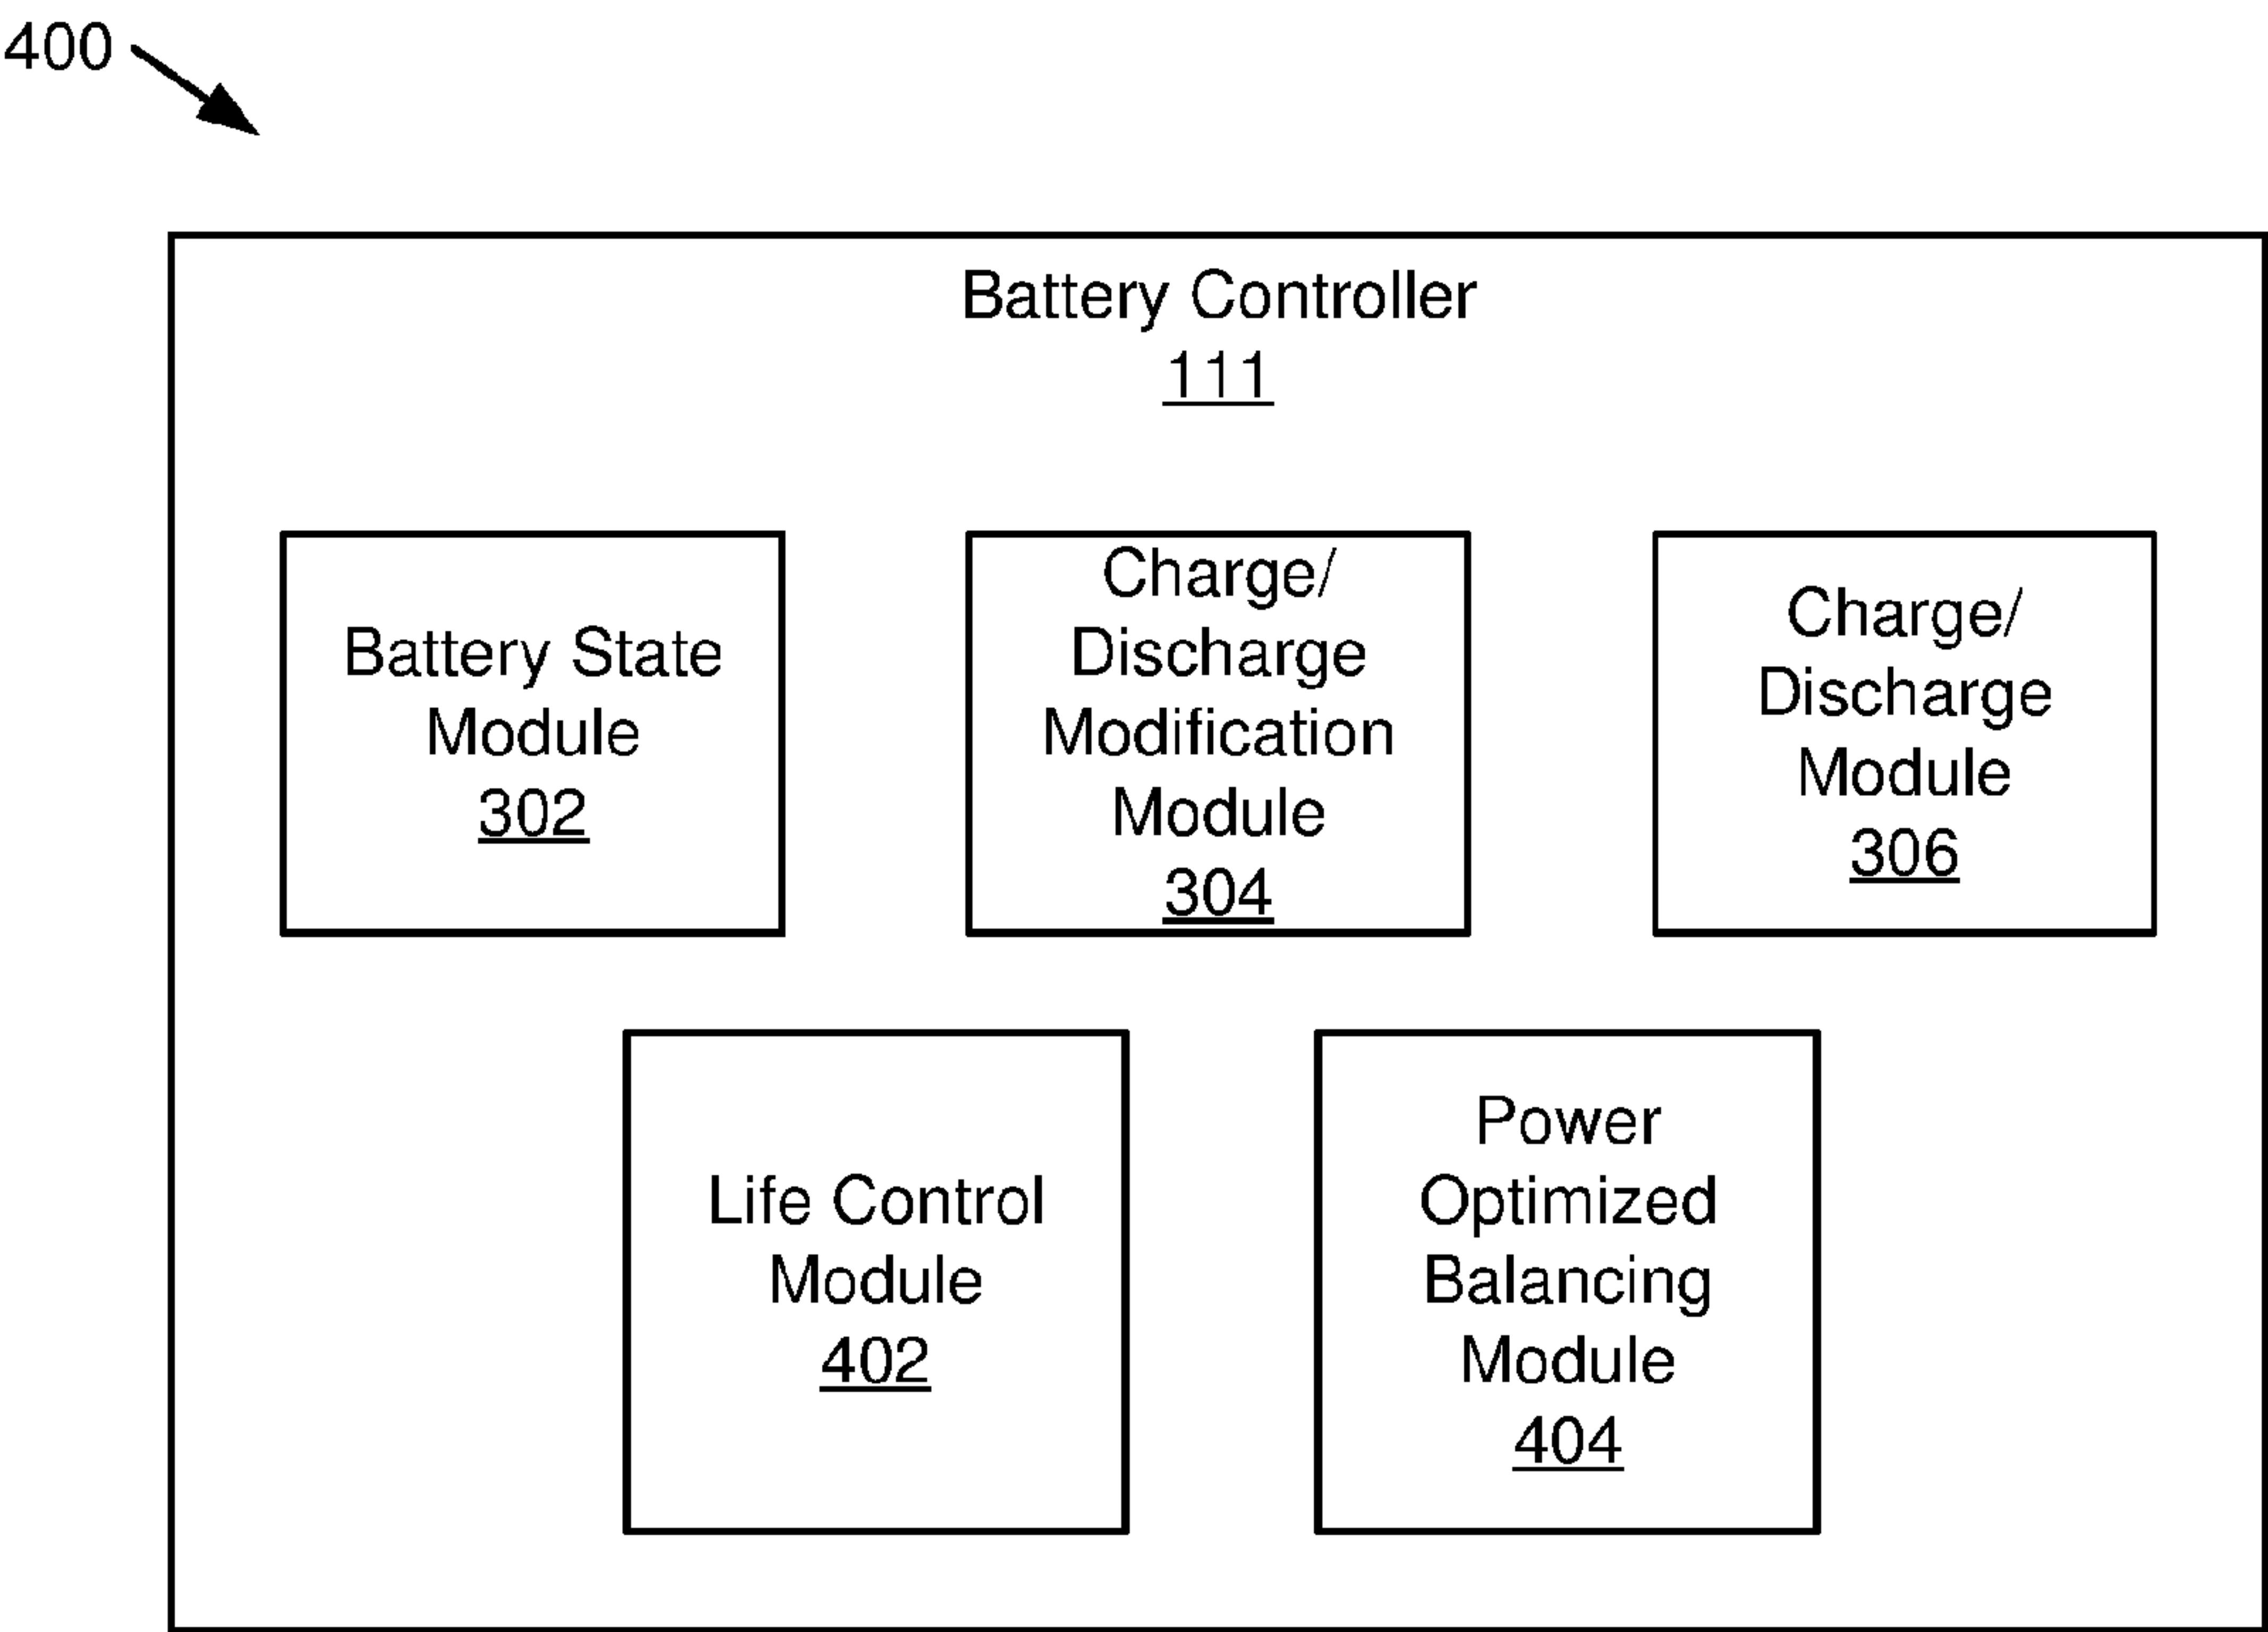 400
Battery Controller
111
Battery State
Module
302
Charge/
Discharge
Modification
Module
304
Charge/
Discharge
Module
306
Life Control
Module
402
Power
Optimized
Balancing
Module
404